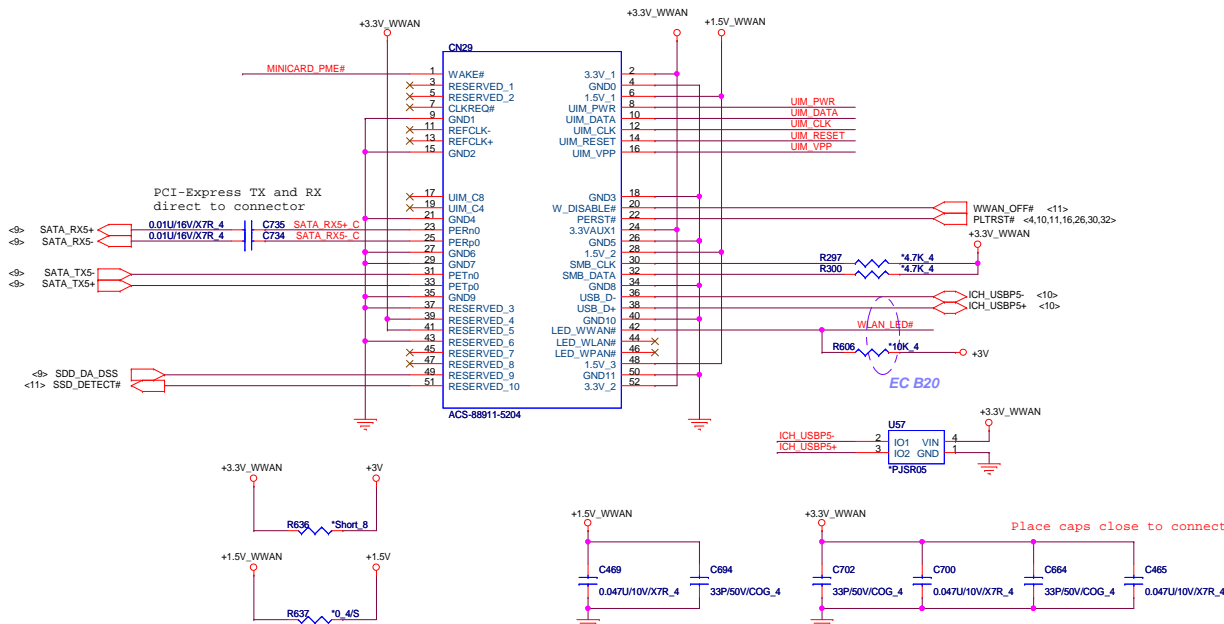 +3.3V_WWAN
+3.3V_WWAN
+1.5V_WWAN
CN29
MINICARD_PME#
1 WAKE# 3.3V_1 2
3 RESERVED_1 GND0 4
5 RESERVED_2 1.5V_1 6
7 CLKREQ# UIM_PWR 8 UIM_PWR
9 GND1 UIM_DATA 10 UIM_DATA
11 REFCLK- UIM_CLK 12 UIM_CLK
13 REFCLK+ UIM_RESET 14 UIM_RESET
15 GND2 UIM_VPP 16 UIM_VPP
PCI-Express TX and RX
direct to connector
17 UIM_C8 GND3 18
19 UIM_C4 W_DISABLE# 20 WWAN_OFF# <11>
21 GND4 PERST# 22 PLTRST# <4,10,11,16,26,30,32>
<9> SATA_RX5+ 0.01U/16V/X7R_4 C735 SATA_RX5+_C 23 PERn0 3.3VAUX1 24
<9> SATA_RX5- 0.01U/16V/X7R_4 C734 SATA_RX5-_C 25 PERp0 GND5 26
+3.3V_WWAN
27 GND6 1.5V_2 28
29 GND7 SMB_CLK 30 R297 *4.7K_4
<9> SATA_TX5- 31 PETn0 SMB_DATA 32 R300 *4.7K_4
<9> SATA_TX5+ 33 PETp0 GND8 34
35 GND9 USB_D- 36 ICH_USBP5- <10>
37 RESERVED_3 USB_D+ 38 ICH_USBP5+ <10>
39 RESERVED_4 GND10 40
41 RESERVED_5 LED_WWAN# 42 WLAN_LED#
43 RESERVED_6 LED_WLAN# 44
45 RESERVED_7 LED_WPAN# 46 R606 *10K_4 +3V
47 RESERVED_8 1.5V_3 48
<9> SDD_DA_DSS 49 RESERVED_9 GND11 50
<11> SSD_DETECT# 51 RESERVED_10 3.3V_2 52
EC B20
ACS-88911-5204
+3.3V_WWAN
U57
ICH_USBP5- 2 IO1 VIN 4
ICH_USBP5+ 3 IO2 GND 1
*PJSR05
+3.3V_WWAN +3V
R636 *Short_8
+1.5V_WWAN +1.5V
R637 *0_4/S
+1.5V_WWAN
C469 0.047U/10V/X7R_4
C694 33P/50V/COG_4
+3.3V_WWAN
Place caps close to connect
C702 33P/50V/COG_4
C700 0.047U/10V/X7R_4
C664 33P/50V/COG_4
C465 0.047U/10V/X7R_4